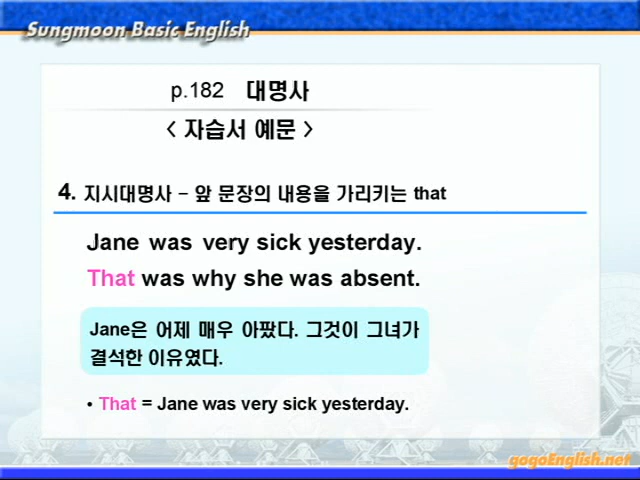 Sungmoon Basic English
p.182 대명사
< 자습서 예문 >
4. 지시대명사 - 앞 문장의 내용을 가리키는 that
Jane was very sick yesterday.
That was why she was absent.
Jane은 어제 매우 아팠다. 그것이 그녀가
결석한 이유였다.
• That = Jane was very sick yesterday.
gogoEnglish.net